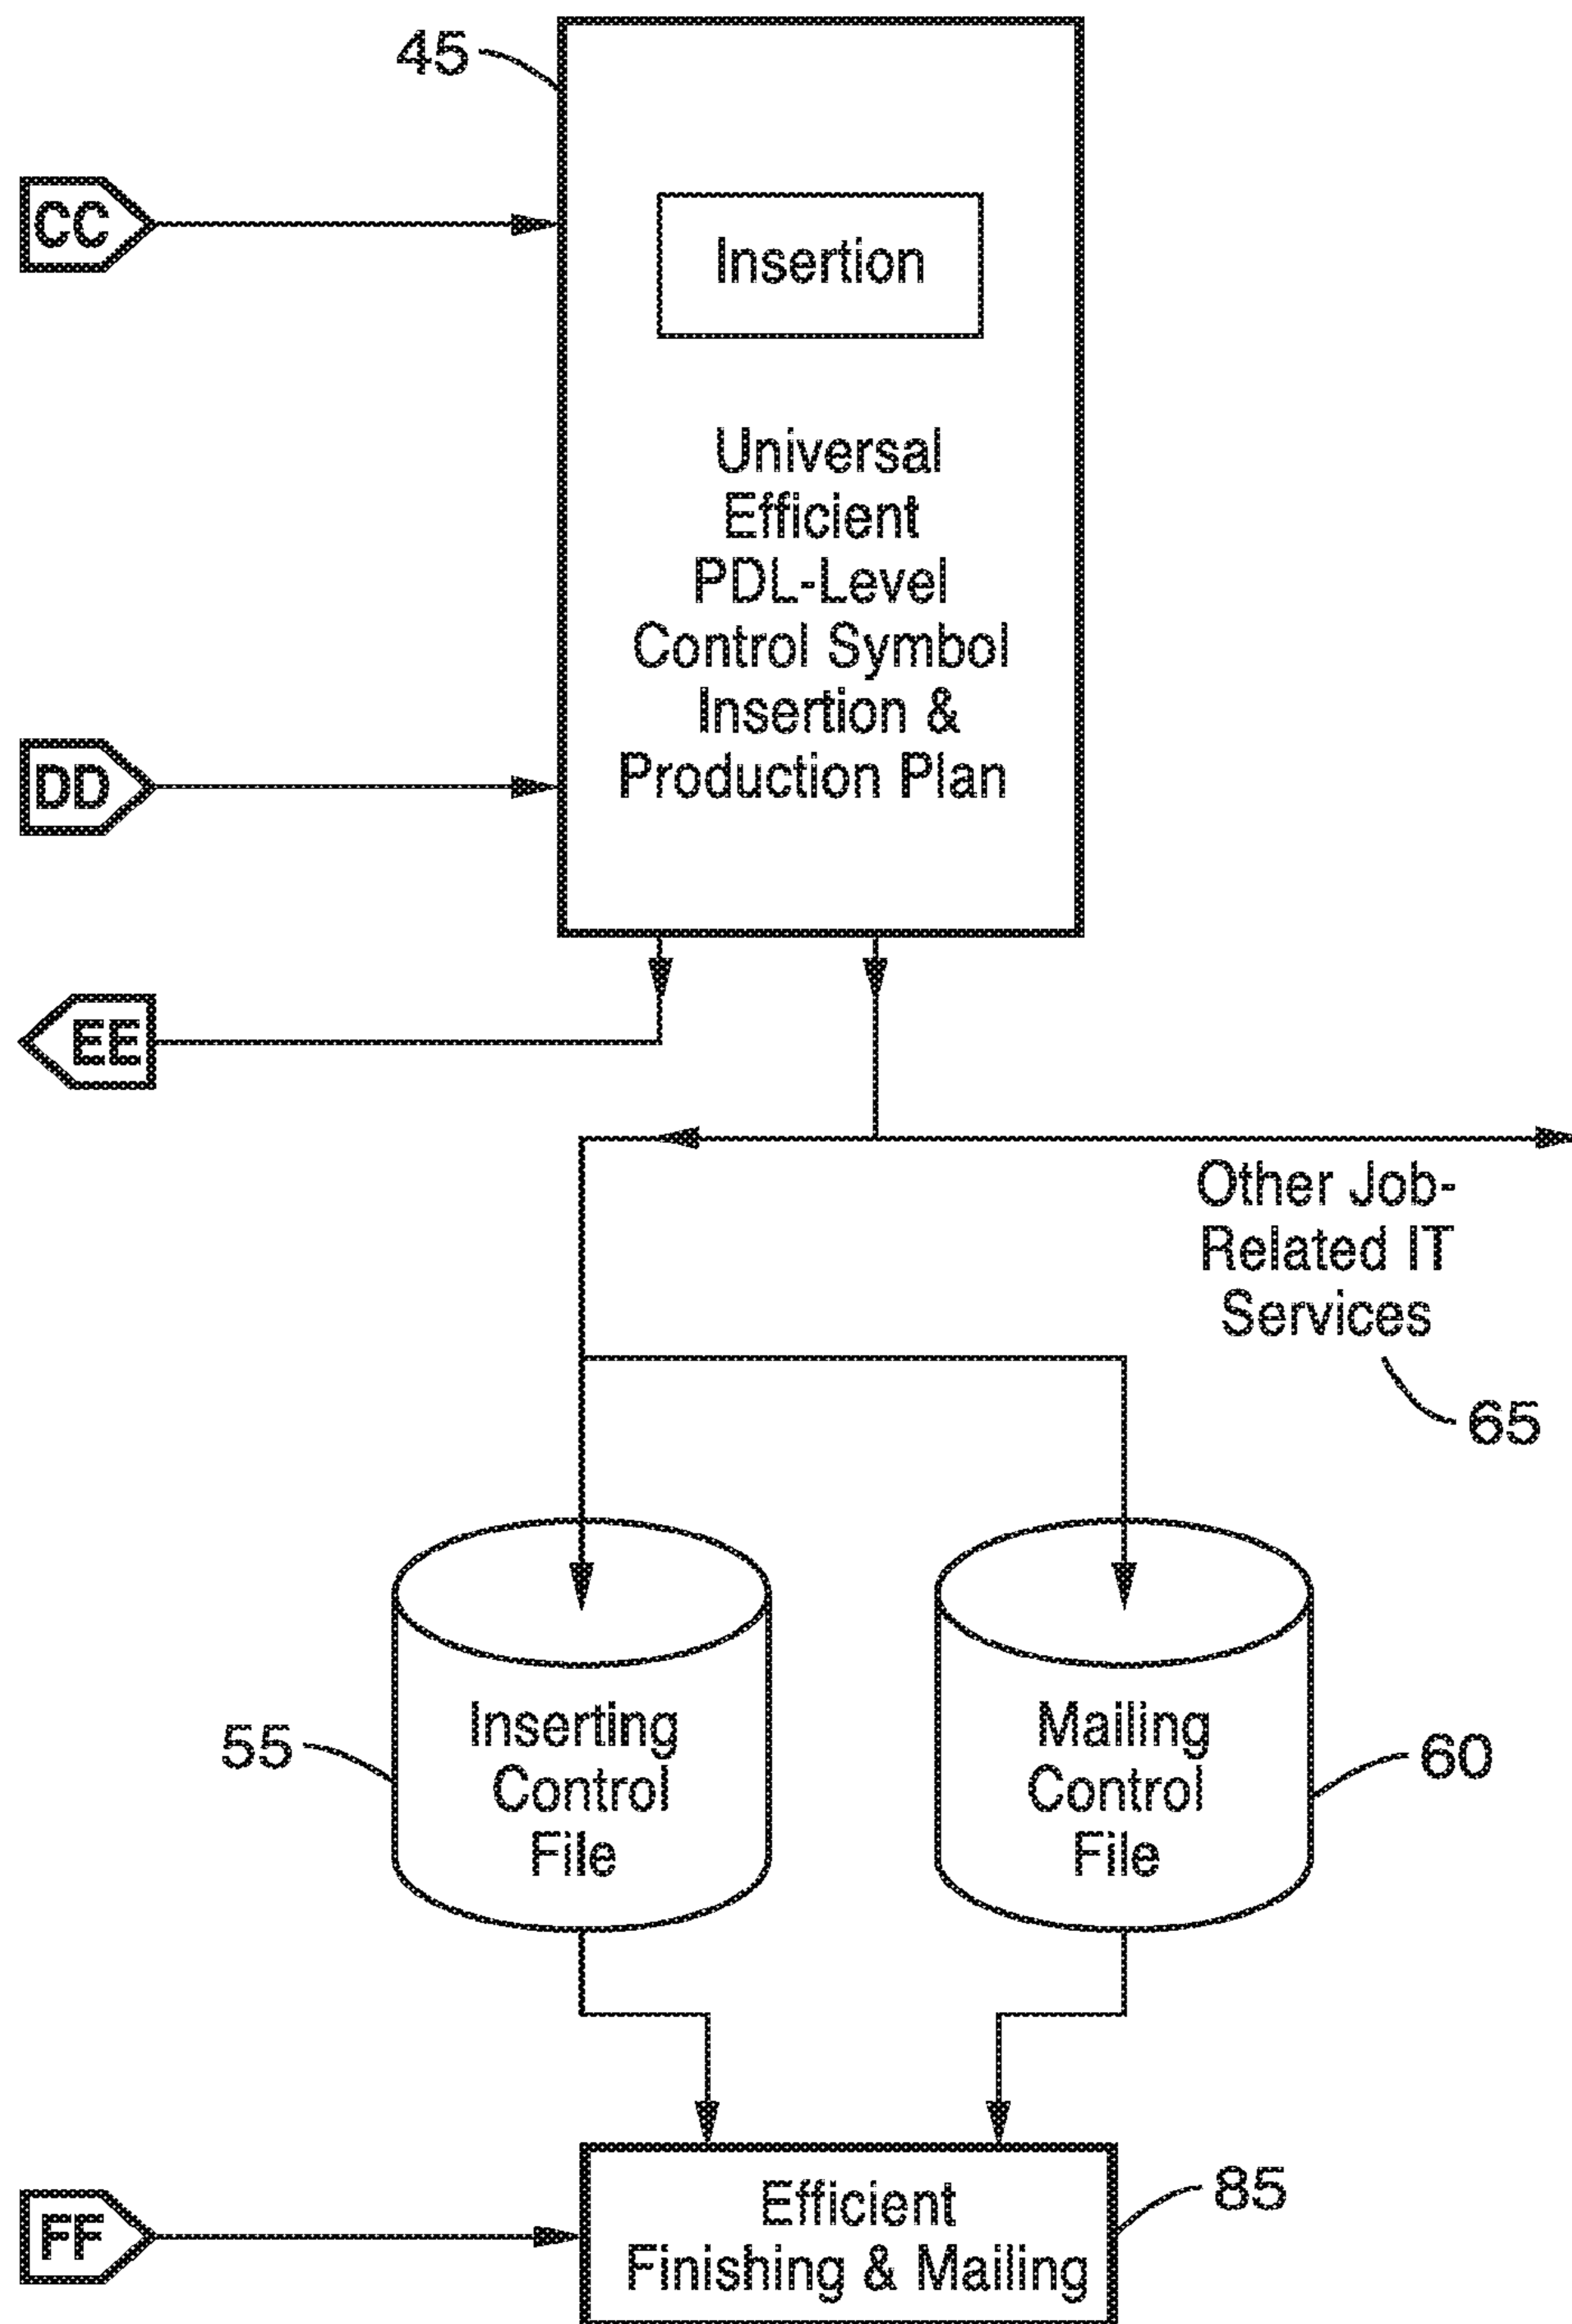 45
CC
Insertion
Universal
Efficient
PDL-Level
Control Symbol
Insertion &
Production Plan
DD
EE
Other Job-
Related IT
Services
65
55
Inserting
Control
File
Mailing
Control
File
60
FF
Efficient
Finishing & Mailing
85